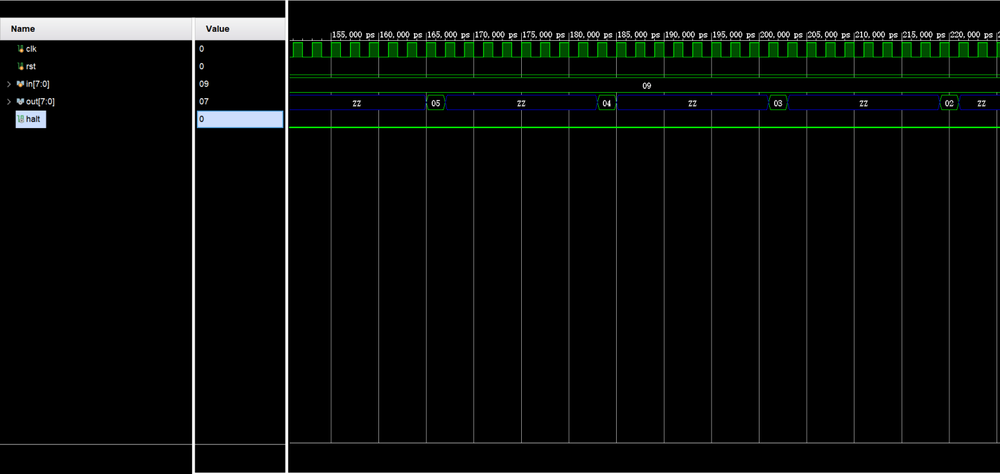 Name Value
155,000 ps 160,000 ps 165,000 ps 170,000 ps 175,000 ps 180,000 ps 185,000 ps 190,000 ps 195,000 ps 200,000 ps 205,000 ps 210,000 ps 215,000 ps 220,000 ps
clk 0
rst 0
in[7:0] 09 09
out[7:0] 07 ZZ 05 ZZ 04 ZZ 03 ZZ 02 ZZ
halt 0